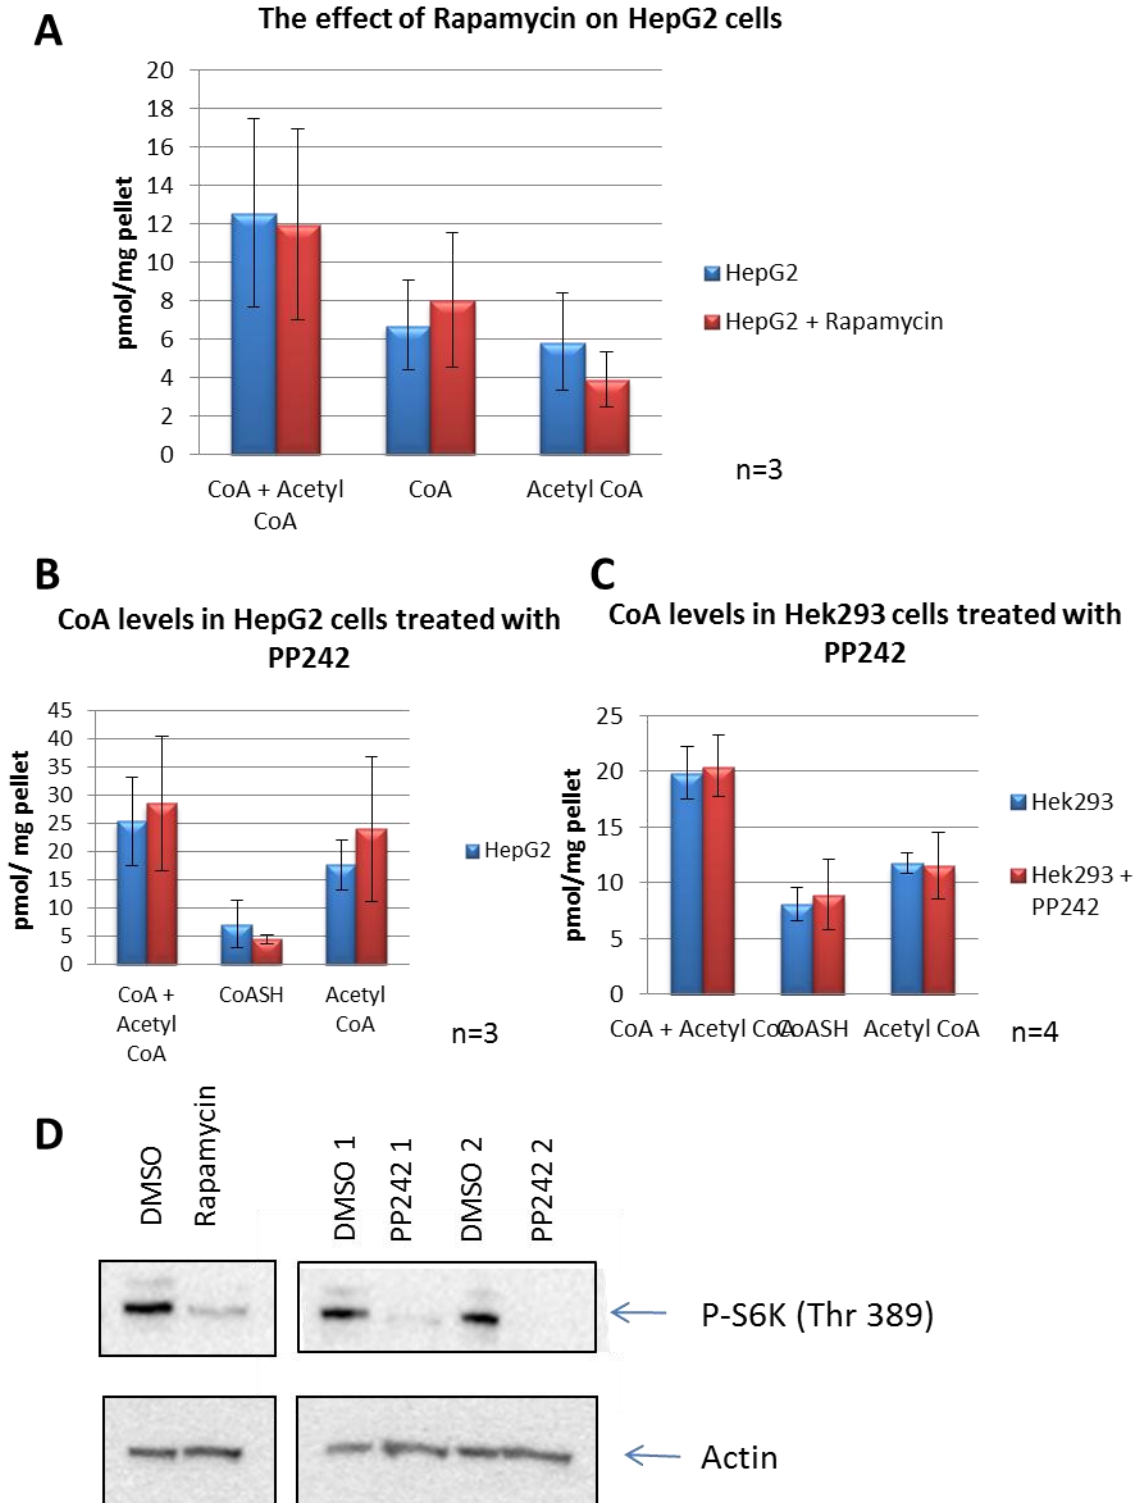 A
The effect of Rapamycin on HepG2 cells
20
18
16
14
12
10
8
6
4
2
0
pmol/mg pellet
CoA + Acetyl
CoA
CoA
Acetyl CoA
HepG2
HepG2 + Rapamycin
n=3
B
CoA levels in HepG2 cells treated with
PP242
45
40
35
30
25
20
15
10
5
0
pmol/ mg pellet
CoA +
Acetyl
CoA
CoASH
Acetyl
CoA
HepG2
n=3
C
CoA levels in Hek293 cells treated with
PP242
25
20
15
10
5
0
pmol/mg pellet
CoA + Acetyl CoA
CoASH
Acetyl CoA
Hek293
Hek293 +
PP242
n=4
D
DMSO
Rapamycin
DMSO 1
PP242 1
DMSO 2
PP242 2
P-S6K (Thr 389)
Actin